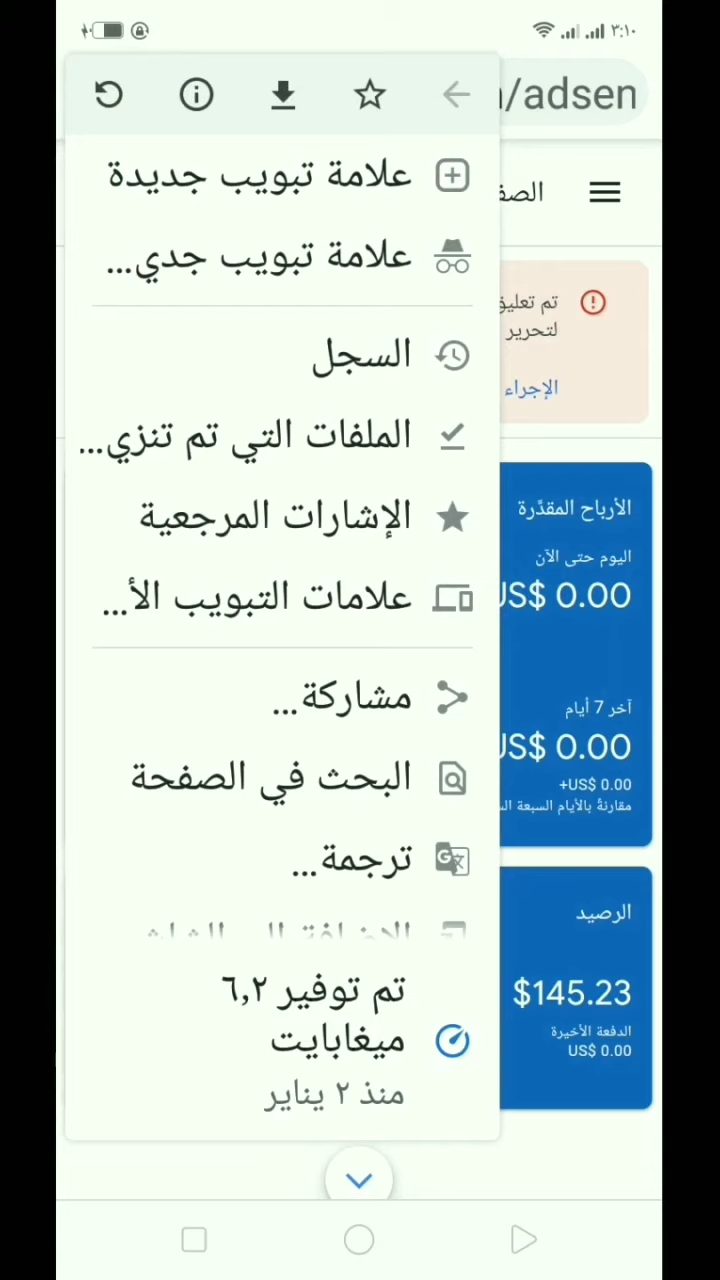 ٣:١٠
/adsen
علامة تبويب جديدة
علامة تبويب جدي...
السجل
الملفات التي تم تنزي...
الإشارات المرجعية
علامات التبويب الأ...
مشاركة...
البحث في الصفحة
ترجمة...
تم توفير ٦,٢
ميغابايت
منذ ٢ يناير
تم تعليق
لتحرير
الإجراء
الأرباح المقدَّرة
اليوم حتى الآن
US$ 0.00
آخر 7 أيام
US$ 0.00
+US$ 0.00
مقارنةً بالأيام السبعة
الرصيد
$145.23
الدفعة الأخيرة
US$ 0.00